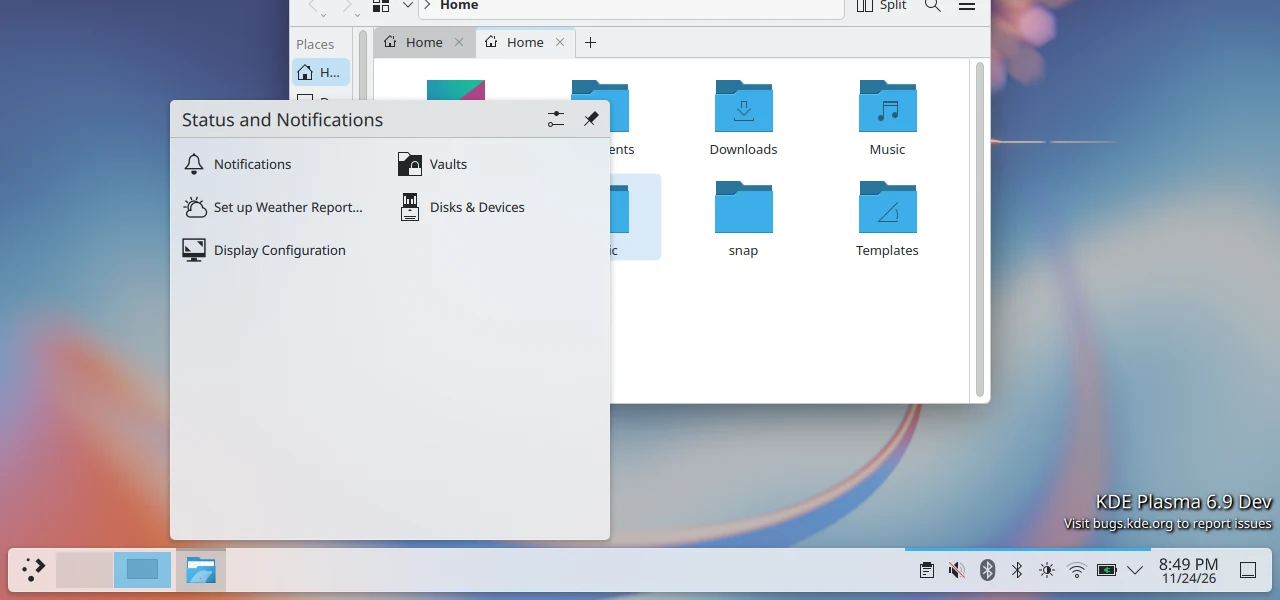 Home
Split
Places
Home
Home
H...
ents
Downloads
Music
ic
snap
Templates
Status and Notifications
Notifications
Vaults
Set up Weather Report...
Disks & Devices
Display Configuration
KDE Plasma 6.9 Dev
Visit bugs.kde.org to report issues
8:49 PM
11/24/26